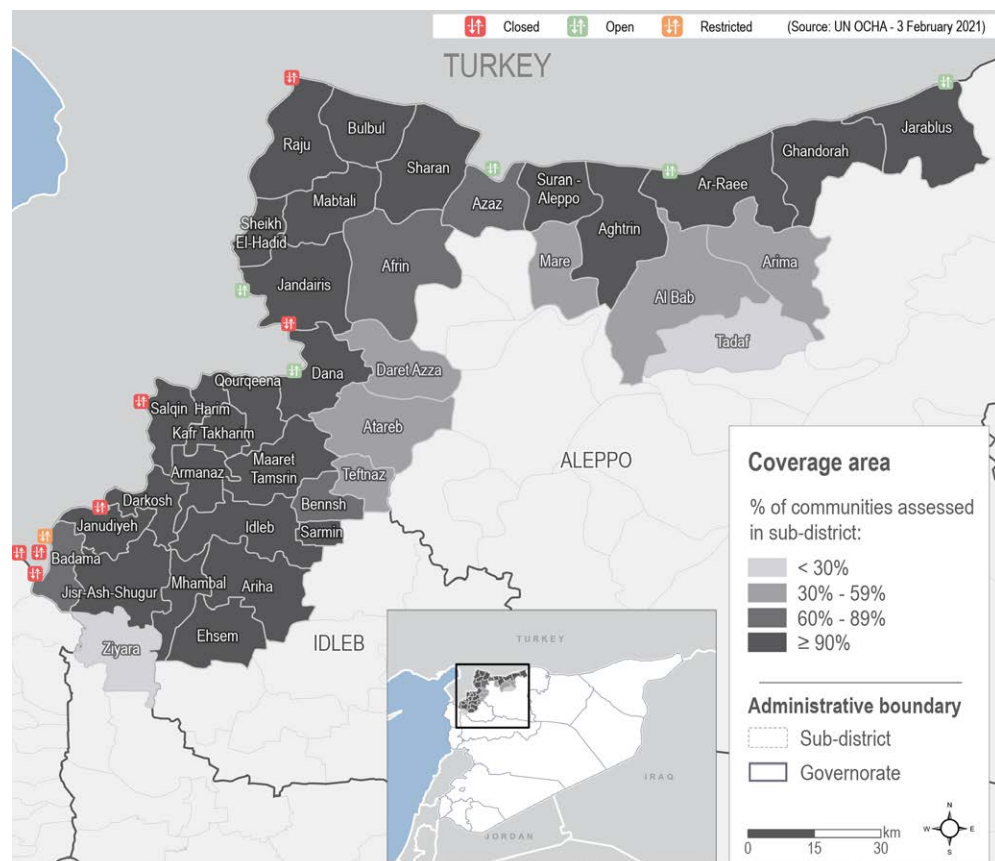 Closed Open Restricted (Source: UN OCHA - 3 February 2021)
TURKEY
Bulbul
Raju
Sharan
Jarablus
Ghandorah
Ar-Raee
Suran -
Aleppo
Azaz
Mabtali
Sheikh
El-Hadid
Aghtrin
Afrin
Mare
Arima
Jandairis
Al Bab
Tadaf
Dana
Daret Azza
Qourqeena
Salqin Harim
Kafr Takharim
Atareb
Maaret
Tamsrin
Armanaz
Teftnaz
ALEPPO
Darkosh
Bennsh
Janudiyeh
Idleb
Sarmin
Badama
Jisr-Ash-Shugur
Mhambal
Ariha
Ehsem
Ziyara
IDLEB
Coverage area
% of communities assessed
in sub-district:
< 30%
30% - 59%
60% - 89%
≥ 90%
Administrative boundary
Sub-district
Governorate
km
0 15 30
N
W E
S
TURKEY
IRAQ
JORDAN